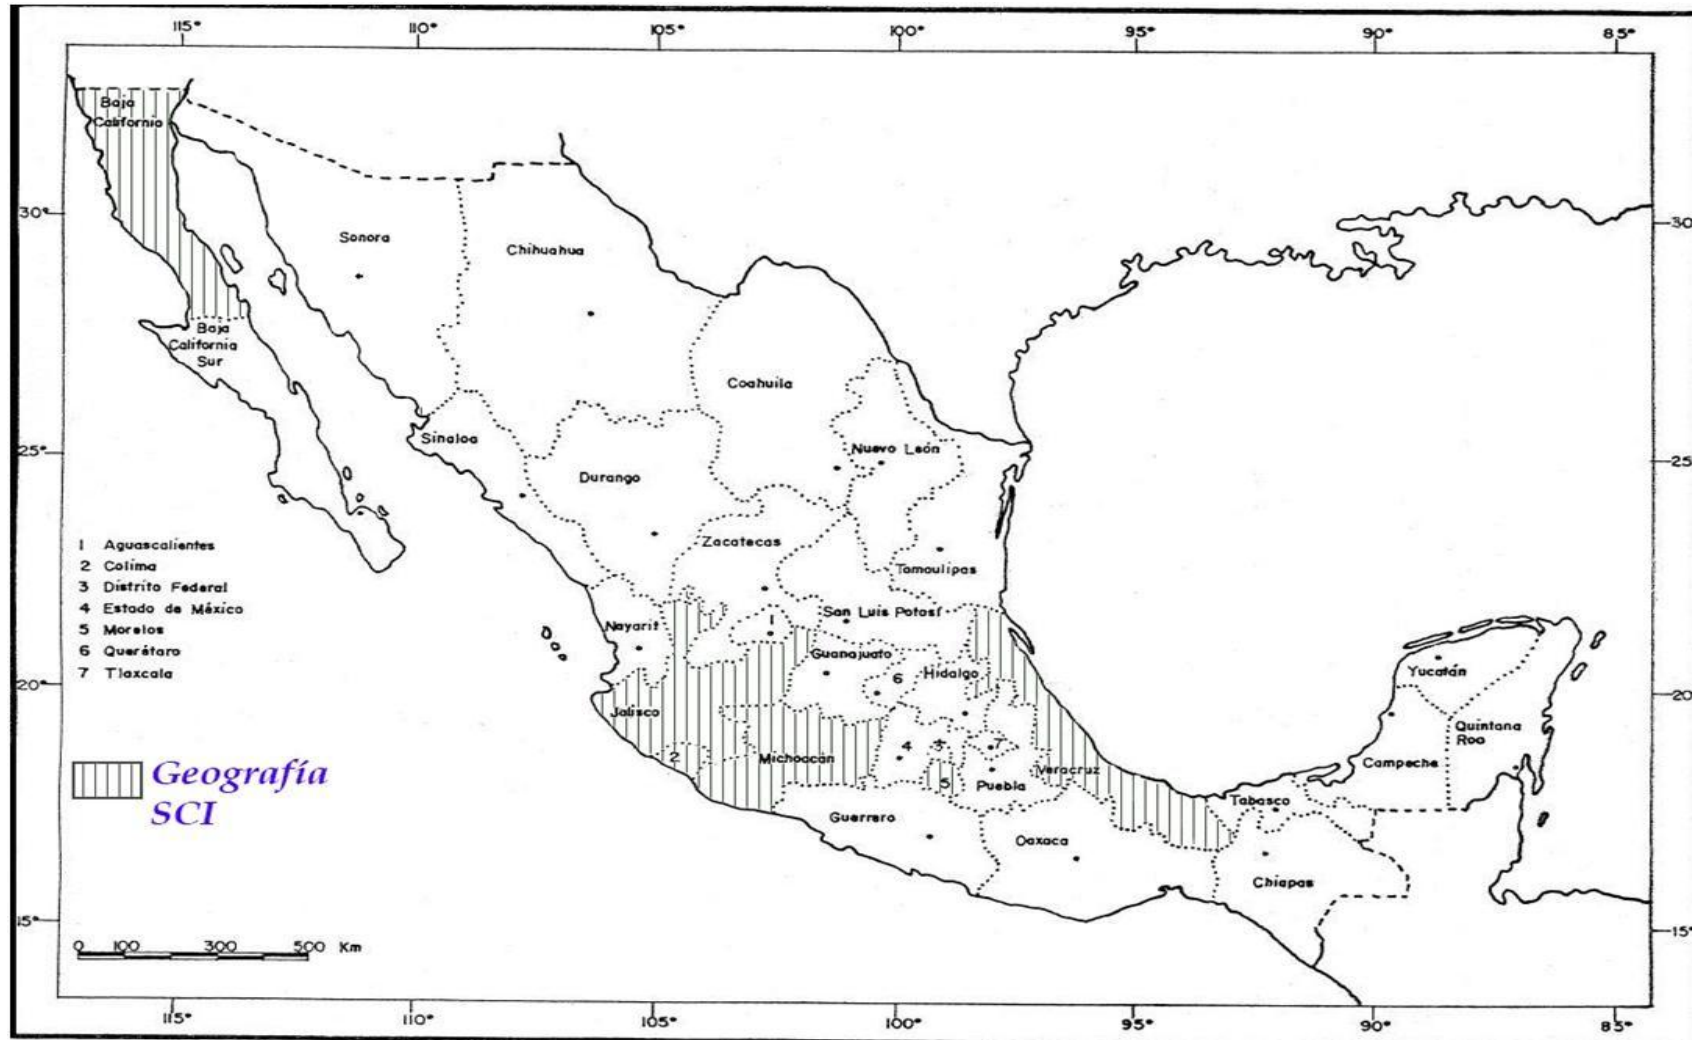 115°
110°
105°
100°
95°
90°
85°
Baja
California
30°
30°
Sonora
Chihuahua
Baja
California
Sur
Coahuila
Sinaloa
Nuevo León
25°
25°
Durango
Zacatecas
Tamaulipas
1 Aguascalientes
2 Colima
3 Distrito Federal
4 Estado de México
5 Morelos
6 Querétaro
7 Tlaxcala
San Luis Potosí
Nayarit
1
Guanajuato
Hidalgo
6
Yucatán
20°
20°
Jalisco
Quintana
Roo
2
Michoacán
4
3
7
Veracruz
Campeche
5
Puebla
Tabasco
Geografía
SCI
Guerrero
Oaxaca
Chiapas
15°
15°
0 100 300 500 Km
115°
110°
105°
100°
95°
90°
85°